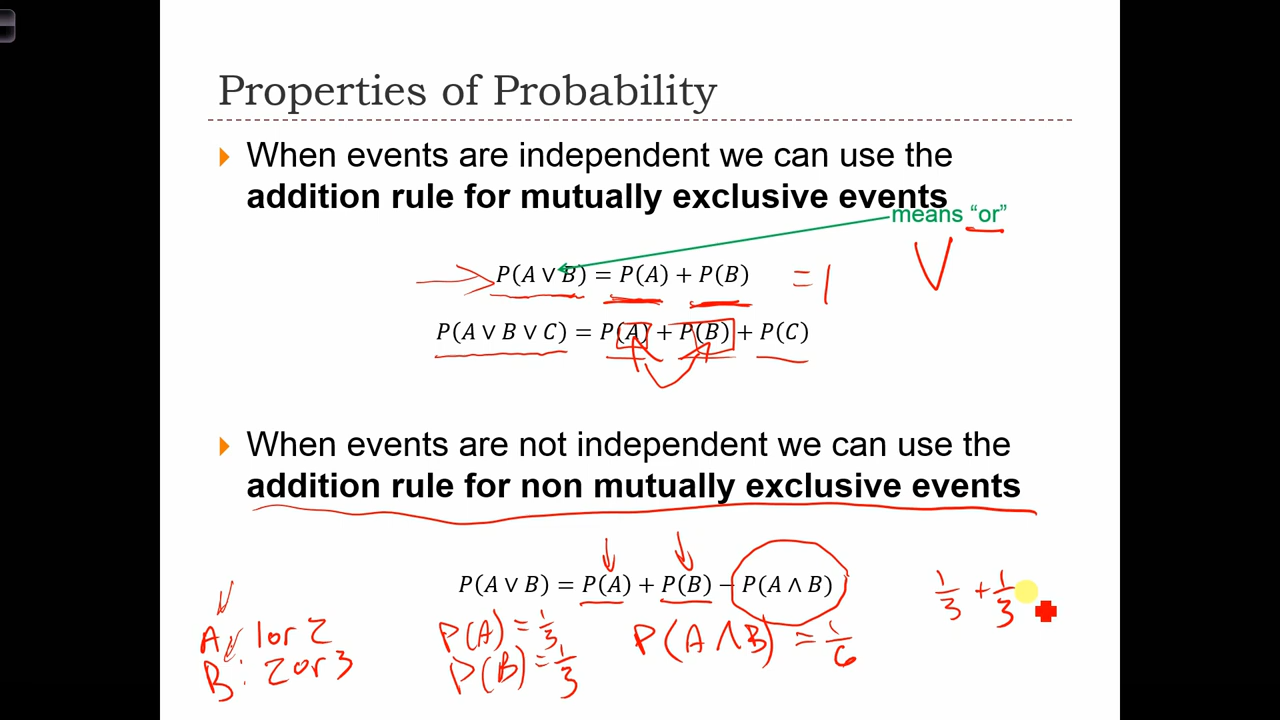 Properties of Probability
When events are independent we can use the
addition rule for mutually exclusive events
means “or”
P(A ∨ B) = P(A) + P(B) = 1 V
P(A ∨ B ∨ C) = P(A) + P(B) + P(C)
When events are not independent we can use the
addition rule for non mutually exclusive events
P(A ∨ B) = P(A) + P(B) − P(A ∧ B) 1/3 + 1/3
A: 1 or 2 P(A) = 1/3 P(A ∧ B) = 1/6
B: 2 or 3 P(B) = 1/3